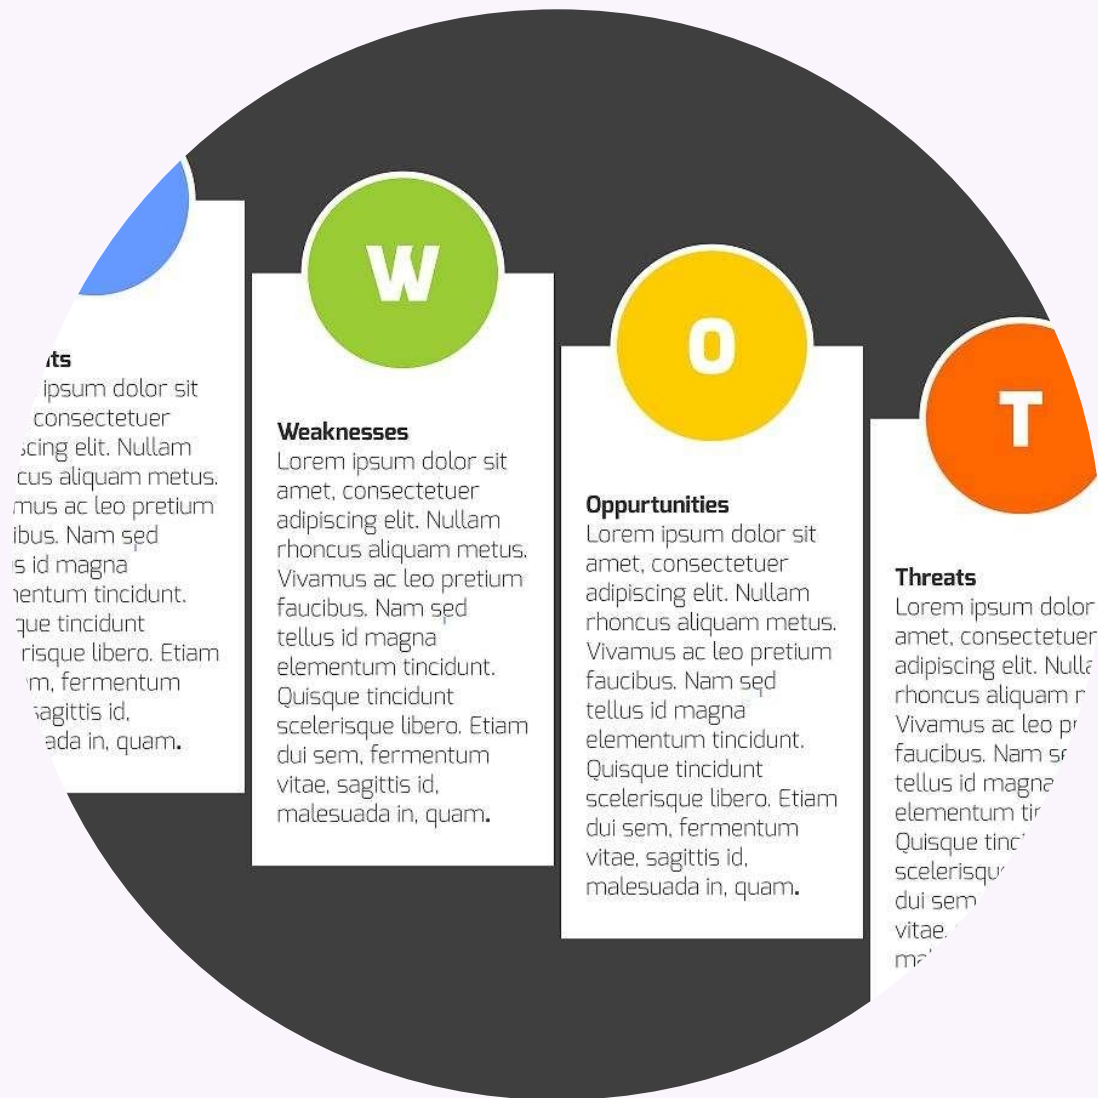 ipsum dolor sit
consectetuer
elit. Nullam
aliquam metus.
ac leo pretium
Nam sed
id magna
tincidunt.
tincidunt
libero. Etiam
fermentum
sagittis id,
in, quam.
W
Weaknesses
Lorem ipsum dolor sit
amet, consectetuer
adipiscing elit. Nullam
rhoncus aliquam metus.
Vivamus ac leo pretium
faucibus. Nam sed
tellus id magna
elementum tincidunt.
Quisque tincidunt
scelerisque libero. Etiam
dui sem, fermentum
vitae, sagittis id,
malesuada in, quam.
O
Oppurtunities
Lorem ipsum dolor sit
amet, consectetuer
adipiscing elit. Nullam
rhoncus aliquam metus.
Vivamus ac leo pretium
faucibus. Nam sed
tellus id magna
elementum tincidunt.
Quisque tincidunt
scelerisque libero. Etiam
dui sem, fermentum
vitae, sagittis id,
malesuada in, quam.
T
Threats
Lorem ipsum dolor
amet, consectetuer
adipiscing elit.
rhoncus aliquam
Vivamus ac leo
faucibus. Nam
tellus id magna
elementum
Quisque
dui sem
vitae,